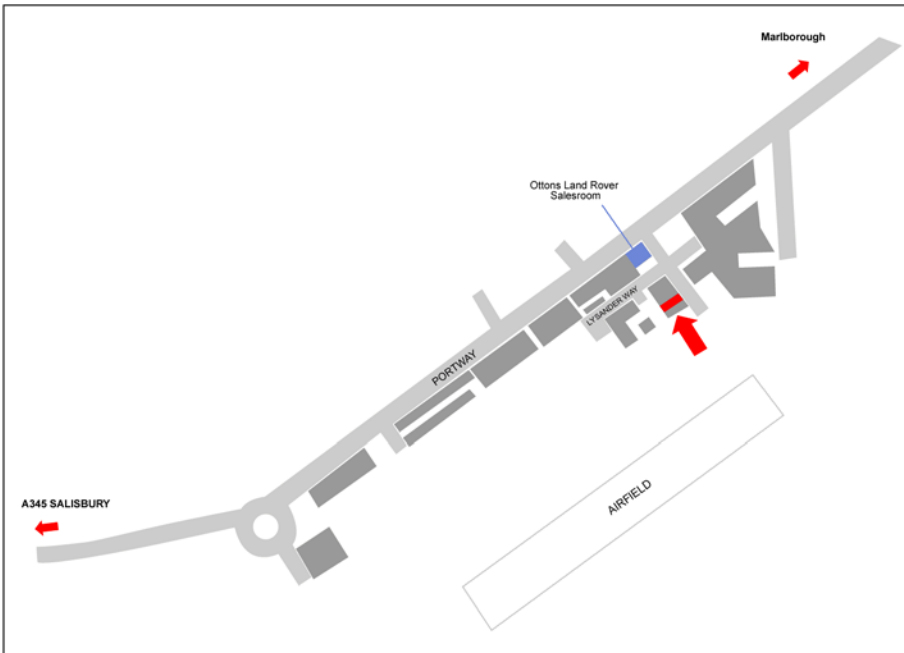 Marlborough
Ottons Land Rover
Salesroom
LYSANDER WAY
PORTWAY
AIRFIELD
A345 SALISBURY